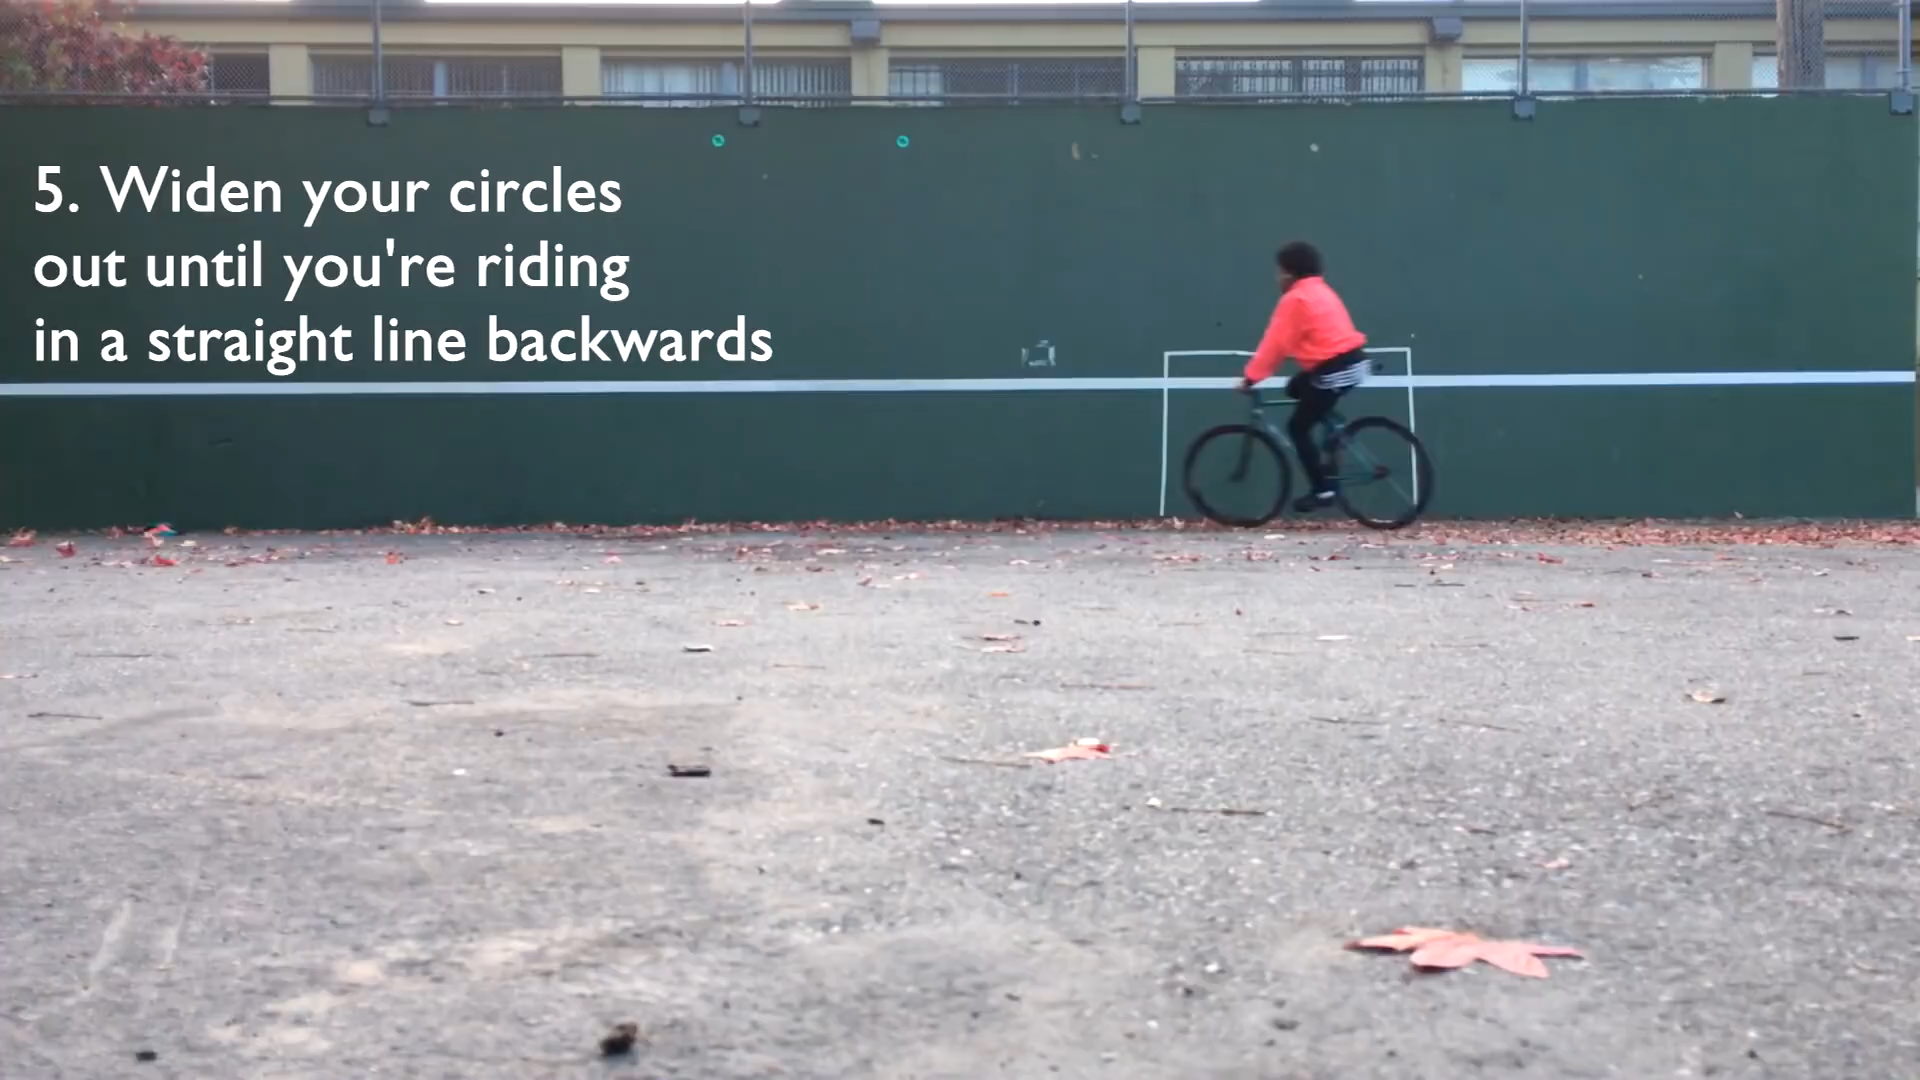 5. Widen your circles
out until you're riding
in a straight line backwards